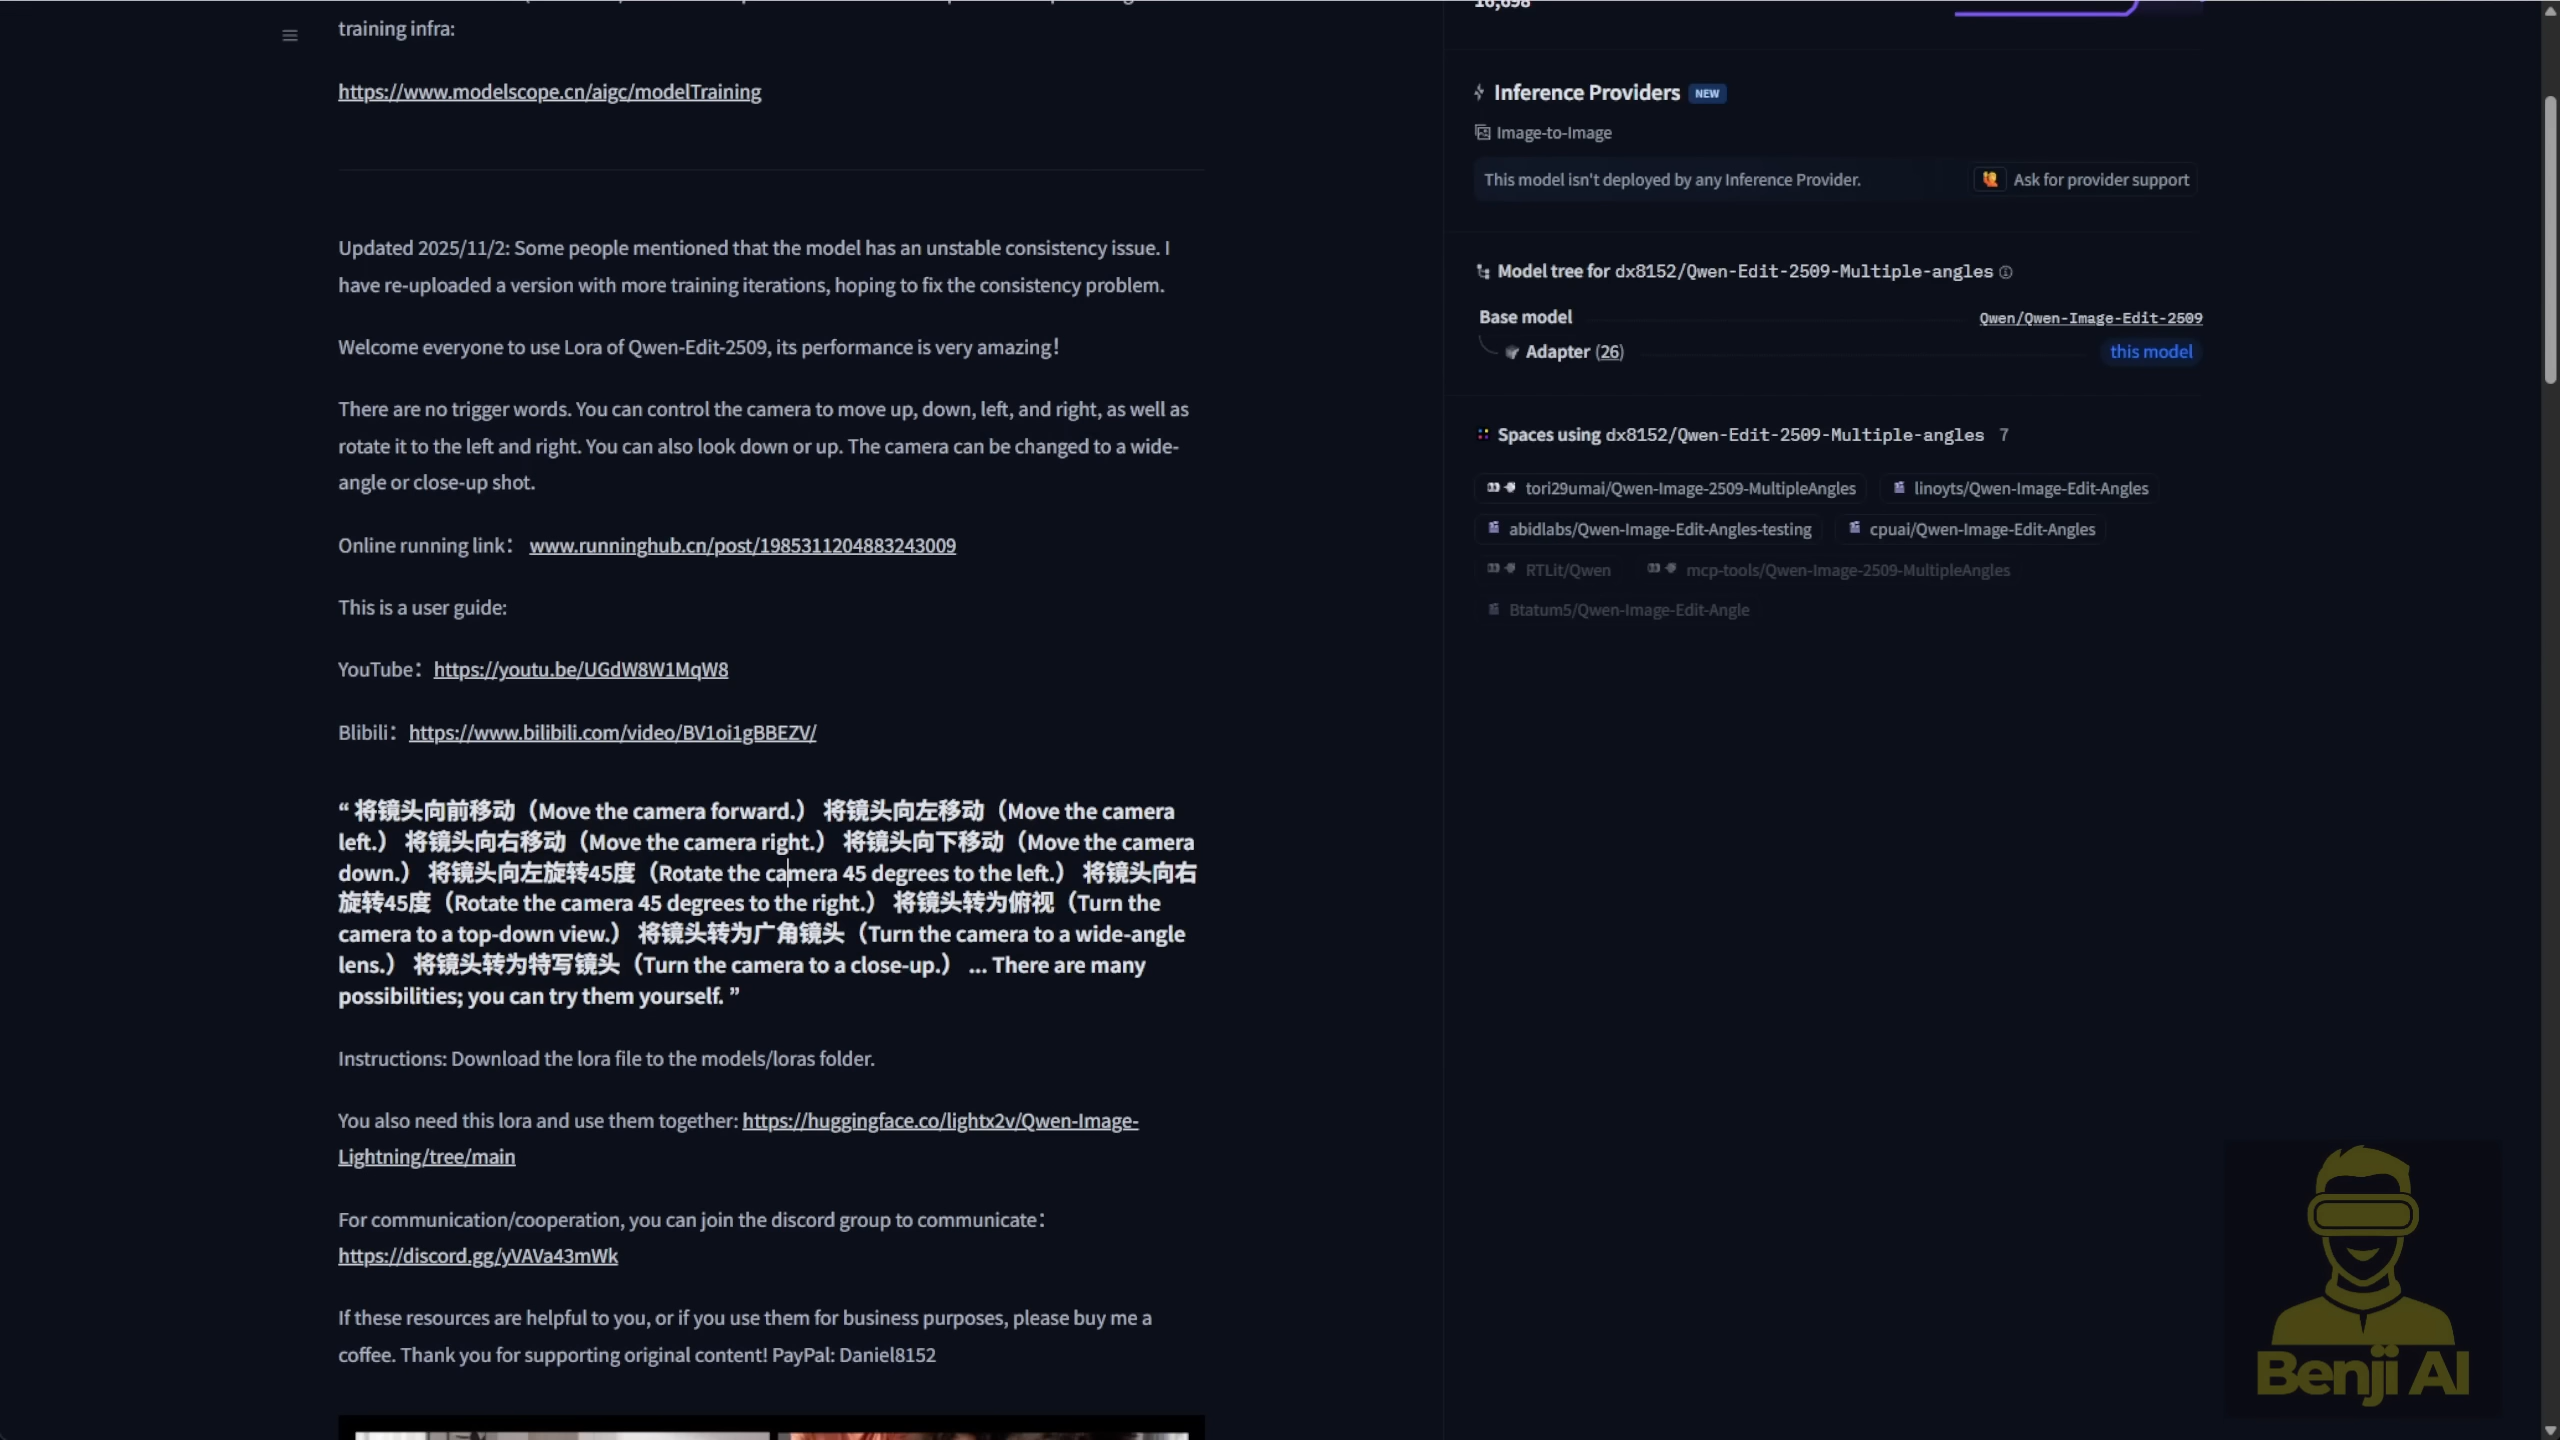 training infra:
https://www.modelscope.cn/aigc/modelTraining
Updated 2025/11/2: Some people mentioned that the model has an unstable consistency issue. I
have re-uploaded a version with more training iterations, hoping to fix the consistency problem.
Welcome everyone to use Lora of Qwen-Edit-2509, its performance is very amazing！
There are no trigger words. You can control the camera to move up, down, left, and right, as well as
rotate it to the left and right. You can also look down or up. The camera can be changed to a wide-
angle or close-up shot.
Online running link： www.runninghub.cn/post/1985311204883243009
This is a user guide:
YouTube：https://youtu.be/UGdW8W1MqW8
Blibili：https://www.bilibili.com/video/BV1oi1gBBEZV/
“ 将镜头向前移动（Move the camera forward.） 将镜头向左移动（Move the camera
left.） 将镜头向右移动（Move the camera right.） 将镜头向下移动（Move the camera
down.） 将镜头向左旋转45度（Rotate the camera 45 degrees to the left.） 将镜头向右
旋转45度（Rotate the camera 45 degrees to the right.） 将镜头转为俯视（Turn the
camera to a top-down view.） 将镜头转为广角镜头（Turn the camera to a wide-angle
lens.） 将镜头转为特写镜头（Turn the camera to a close-up.） ... There are many
possibilities; you can try them yourself. ”
Instructions: Download the lora file to the models/loras folder.
You also need this lora and use them together: https://huggingface.co/lightx2v/Qwen-Image-
Lightning/tree/main
For communication/cooperation, you can join the discord group to communicate：
https://discord.gg/yVAVa43mWk
If these resources are helpful to you, or if you use them for business purposes, please buy me a
coffee. Thank you for supporting original content! PayPal: Daniel8152
16,698
Inference Providers NEW
Image-to-Image
This model isn't deployed by any Inference Provider. Ask for provider support
Model tree for dx8152/Qwen-Edit-2509-Multiple-angles
Base model Qwen/Qwen-Image-Edit-2509
Adapter (26) this model
Spaces using dx8152/Qwen-Edit-2509-Multiple-angles 7
tori29umai/Qwen-Image-2509-MultipleAngles linoyts/Qwen-Image-Edit-Angles
abidlabs/Qwen-Image-Edit-Angles-testing cpuai/Qwen-Image-Edit-Angles
RTLit/Qwen mcp-tools/Qwen-Image-2509-MultipleAngles
Btatum5/Qwen-Image-Edit-Angle
Benji AI